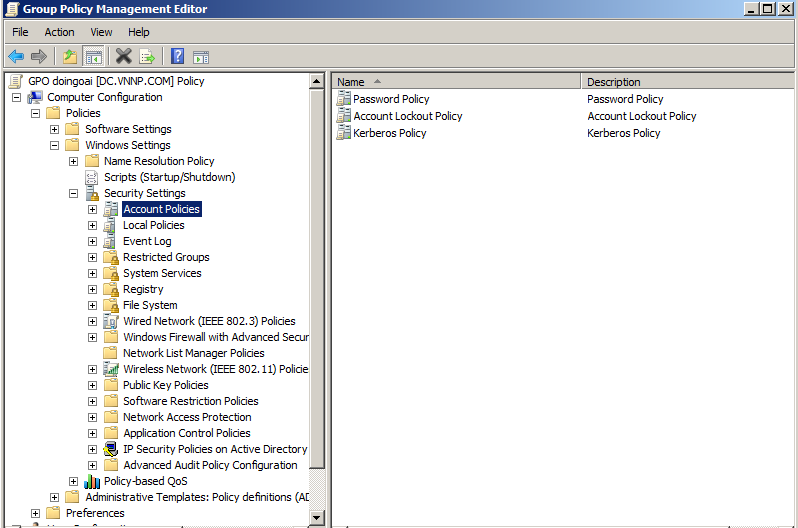 Group Policy Management Editor
File Action View Help
GPO doingoai [DC.VNNP.COM] Policy
Computer Configuration
Policies
Software Settings
Windows Settings
Name Resolution Policy
Scripts (Startup/Shutdown)
Security Settings
Account Policies
Local Policies
Event Log
Restricted Groups
System Services
Registry
File System
Wired Network (IEEE 802.3) Policies
Windows Firewall with Advanced Secur
Network List Manager Policies
Wireless Network (IEEE 802.11) Policie
Public Key Policies
Software Restriction Policies
Network Access Protection
Application Control Policies
IP Security Policies on Active Directory
Advanced Audit Policy Configuration
Policy-based QoS
Administrative Templates: Policy definitions (AD
Preferences
Name Description
Password Policy Password Policy
Account Lockout Policy Account Lockout Policy
Kerberos Policy Kerberos Policy